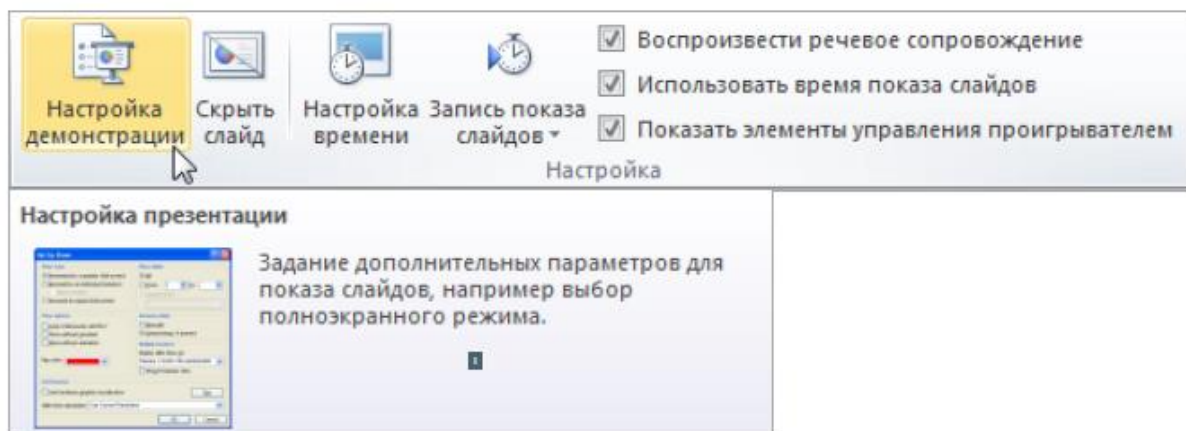 Настройка
демонстрации
Скрыть
слайд
Настройка
времени
Запись показа
слайдов
Воспроизвести речевое сопровождение
Использовать время показа слайдов
Показать элементы управления проигрывателем
Настройка
Настройка презентации
Задание дополнительных параметров для
показа слайдов, например выбор
полноэкранного режима.